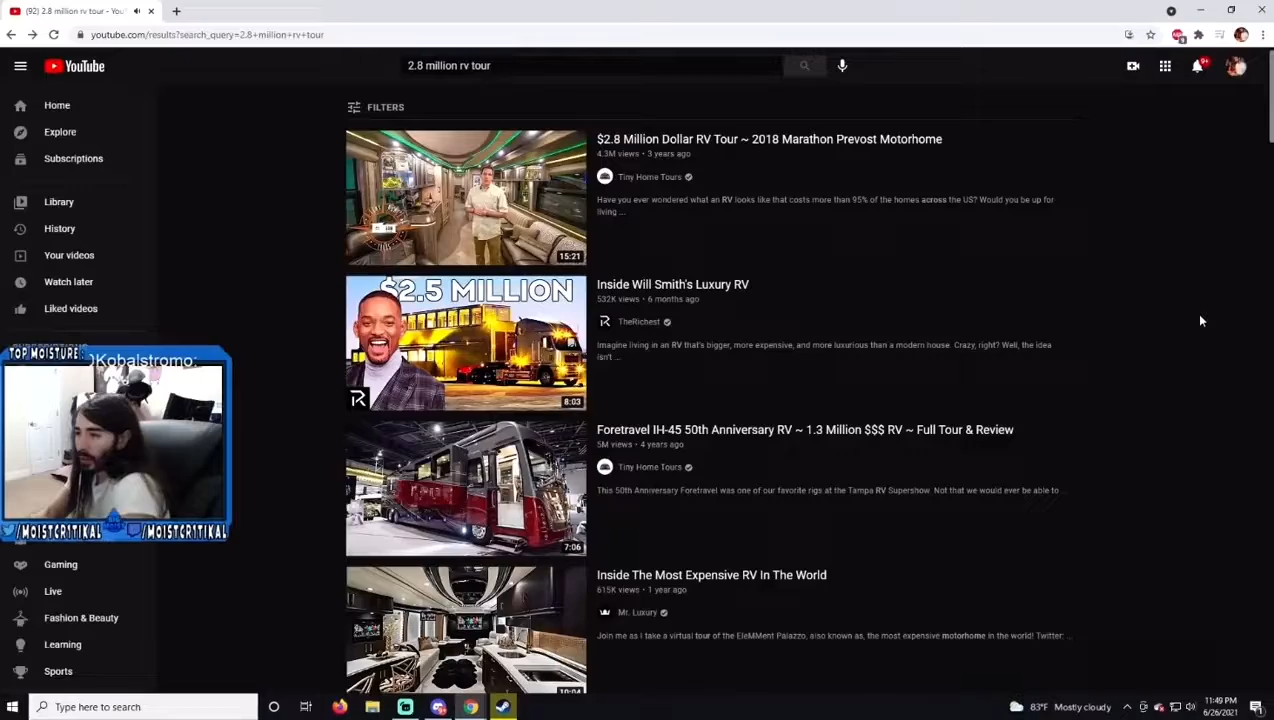 (92) 2.8 million rv tour - You
youtube.com/results?search_query=2.8+million+rv+tour
YouTube
2.8 million rv tour
9+
Home
Explore
Subscriptions
Library
History
Your videos
Watch later
Liked videos
SUBSCRIPTIONS
Gaming
Live
Fashion & Beauty
Learning
Sports
FILTERS
15:21
$2.8 Million Dollar RV Tour ~ 2018 Marathon Prevost Motorhome
4.3M views • 3 years ago
Tiny Home Tours
Have you ever wondered what an RV looks like that costs more than 95% of the homes across the US? Would you be up for
living ...
$2.5 MILLION
R
8:03
Inside Will Smith's Luxury RV
532K views • 6 months ago
TheRichest
Imagine living in an RV that's bigger, more expensive, and more luxurious than a modern house. Crazy, right? Well, the idea
isn't ...
7:06
Foretravel IH-45 50th Anniversary RV ~ 1.3 Million $$$ RV ~ Full Tour & Review
5M views • 4 years ago
Tiny Home Tours
This 50th Anniversary Foretravel was one of our favorite rigs at the Tampa RV Supershow. Not that we would ever be able to ...
10:04
Inside The Most Expensive RV In The World
615K views • 1 year ago
Mr. Luxury
Join me as I take a virtual tour of the EleMMent Palazzo, also known as, the most expensive motorhome in the world! Twitter: ...
TOP MOISTURE:
Kobalstromo:
/MOISTCR1TIKAL
/MOISTCR1TIKAL
Type here to search
83°F Mostly cloudy
11:49 PM
6/26/2021